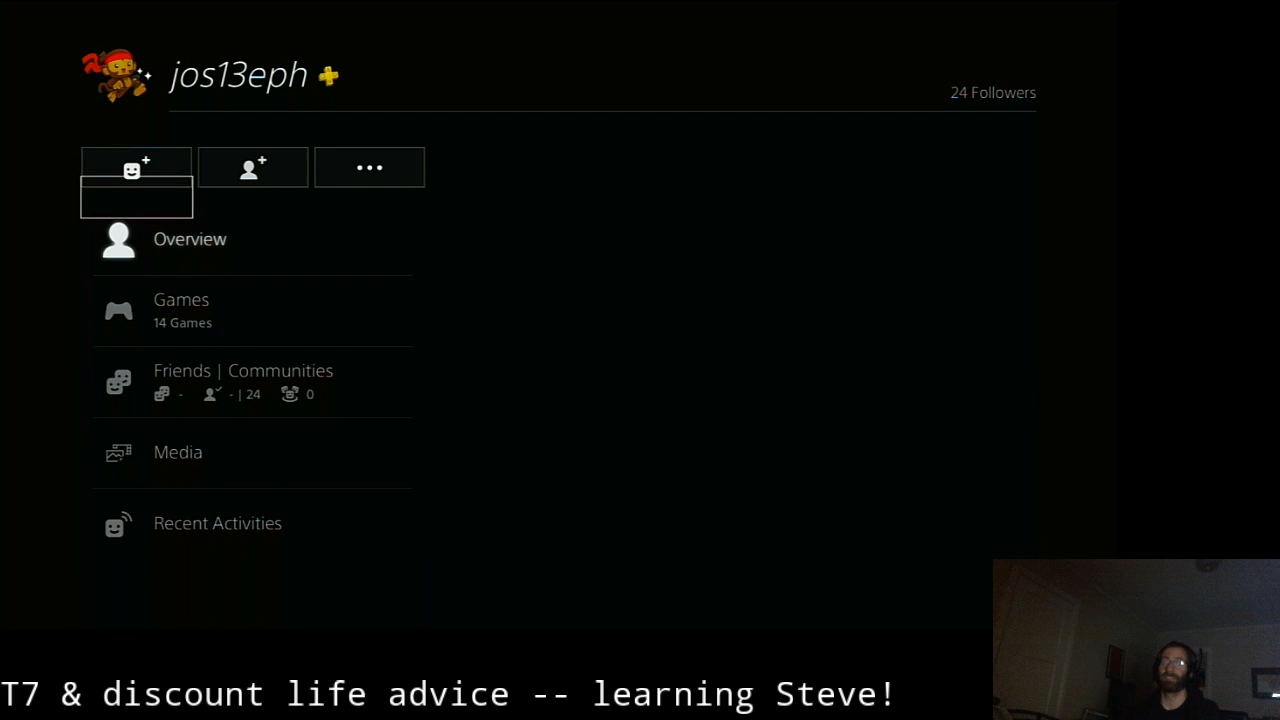 jos13eph
24 Followers
Overview
Games
14 Games
Friends | Communities
- - | 24 0
Media
Recent Activities
T7 & discount life advice -- learning Steve!